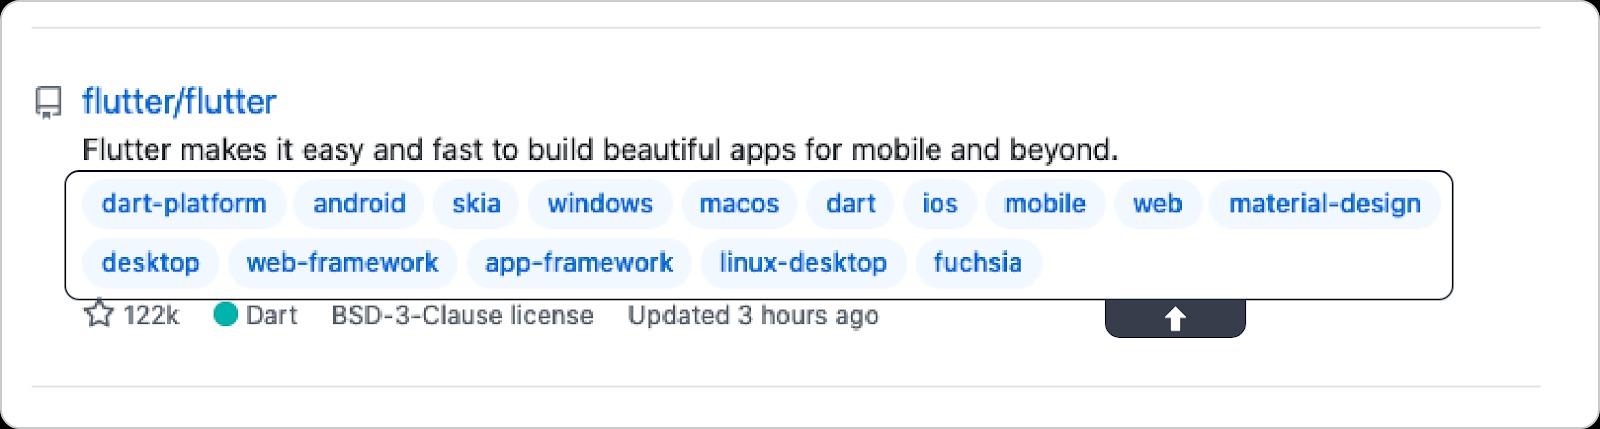 flutter/flutter
Flutter makes it easy and fast to build beautiful apps for mobile and beyond.
dart-platform android skia windows macos dart ios mobile web material-design
desktop web-framework app-framework linux-desktop fuchsia
122k Dart BSD-3-Clause license Updated 3 hours ago